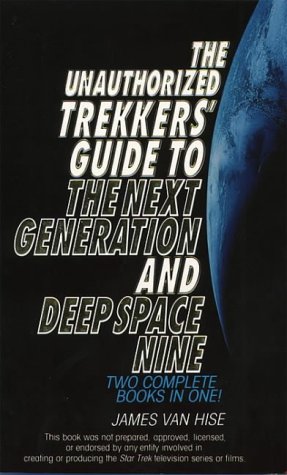 THE
UNAUTHORIZED
TREKKERS'
GUIDE TO
THE NEXT
GENERATION
AND
DEEP SPACE
NINE
TWO COMPLETE
BOOKS IN ONE!
JAMES VAN HISE
This book was not prepared, approved, licensed,
or endorsed by any entity involved in
creating or producing the Star Trek television series or films.